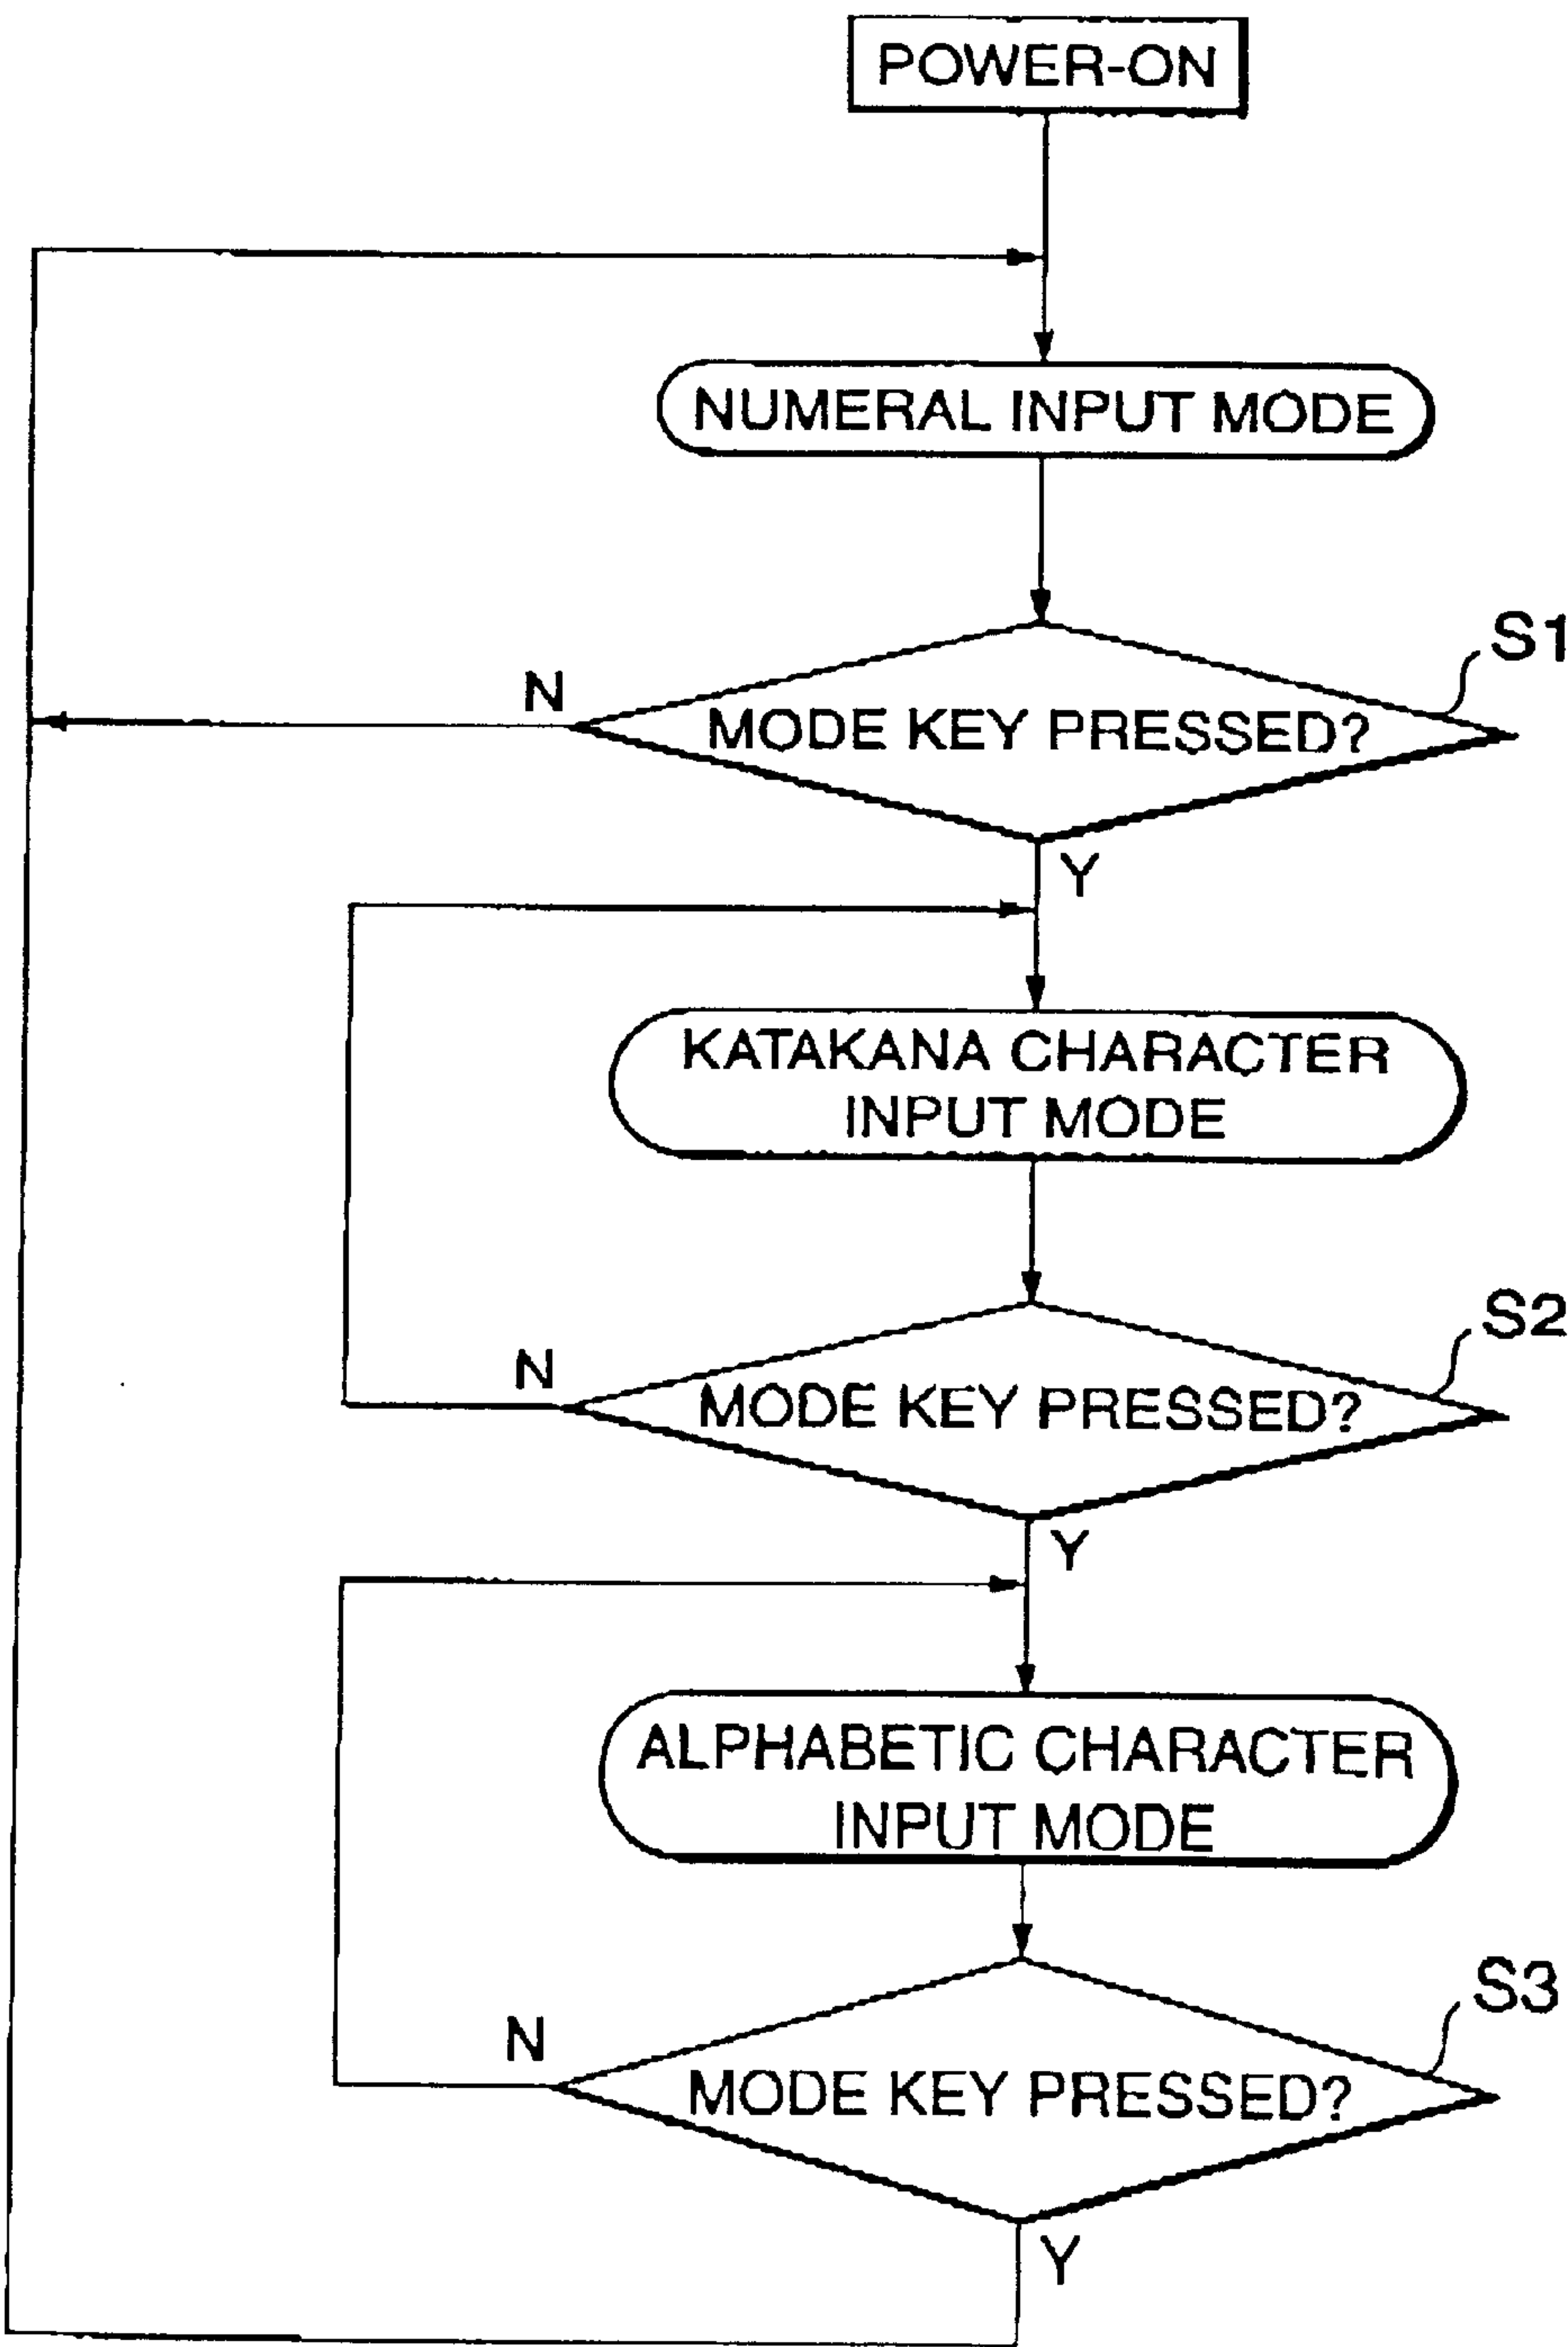 POWER-ON
NUMERAL INPUT MODE
S1
N
MODE KEY PRESSED?
Y
KATAKANA CHARACTER
INPUT MODE
S2
N
MODE KEY PRESSED?
Y
ALPHABETIC CHARACTER
INPUT MODE
S3
N
MODE KEY PRESSED?
Y